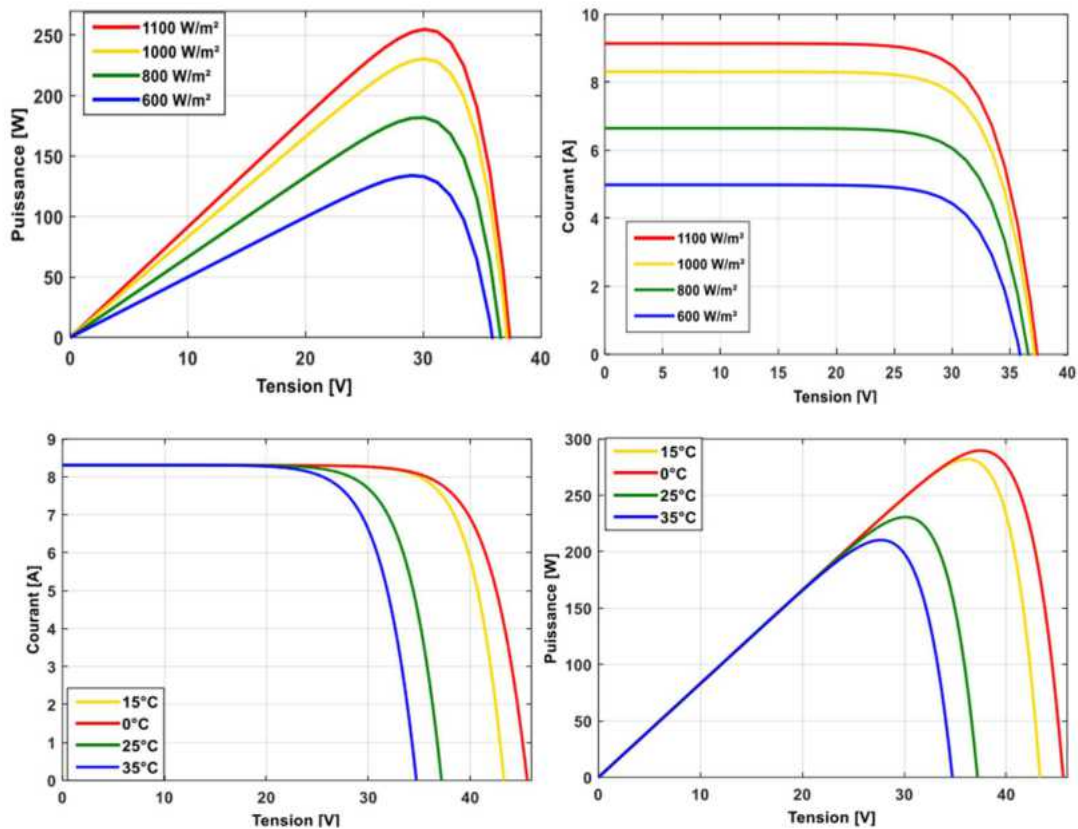 1100 W/m²
1000 W/m²
800 W/m²
600 W/m²
Puissance [W]
250
200
150
100
50
0
0
10
20
30
40
Tension [V]
Courant [A]
10
8
6
4
2
0
1100 W/m²
1000 W/m²
800 W/m²
600 W/m²
0
5
10
15
20
25
30
35
40
Tension [V]
Courant [A]
9
8
7
6
5
4
3
2
1
0
15°C
0°C
25°C
35°C
0
20
30
40
Tension [V]
Puissance [W]
300
250
200
150
100
50
0
15°C
0°C
25°C
35°C
0
10
20
30
40
Tension [V]